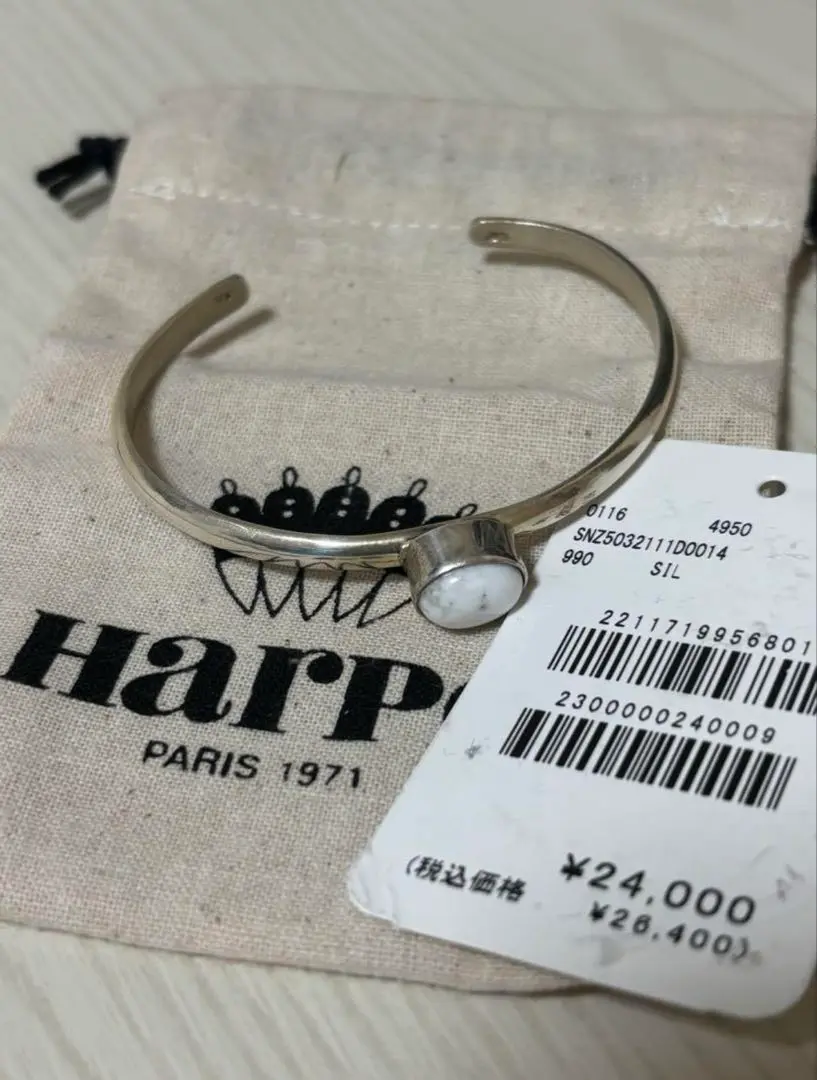 Harp
PARIS 1971
0116 4950
SNZ5032111D0014
990 SIL
2211719956801
2300000240009
¥24,000
(税込価格 ¥26,400)